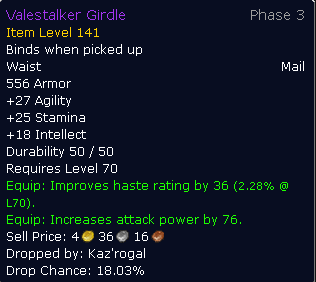 Valestalker Girdle Phase 3
Item Level 141
Binds when picked up
Waist Mail
556 Armor
+27 Agility
+25 Stamina
+18 Intellect
Durability 50 / 50
Requires Level 70
Equip: Improves haste rating by 36 (2.28% @
L70).
Equip: Increases attack power by 76.
Sell Price: 4 36 16
Dropped by: Kaz'rogal
Drop Chance: 18.03%